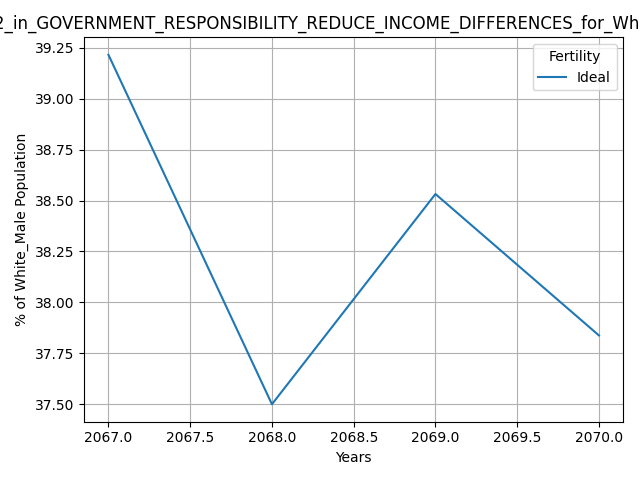 2_in_GOVERNMENT_RESPONSIBILITY_REDUCE_INCOME_DIFFERENCES_for_Wh
Fertility
Ideal
39.25
39.00
38.75
38.50
38.25
38.00
37.75
37.50
% of White_Male Population
2067.0 2067.5 2068.0 2068.5 2069.0 2069.5 2070.0
Years